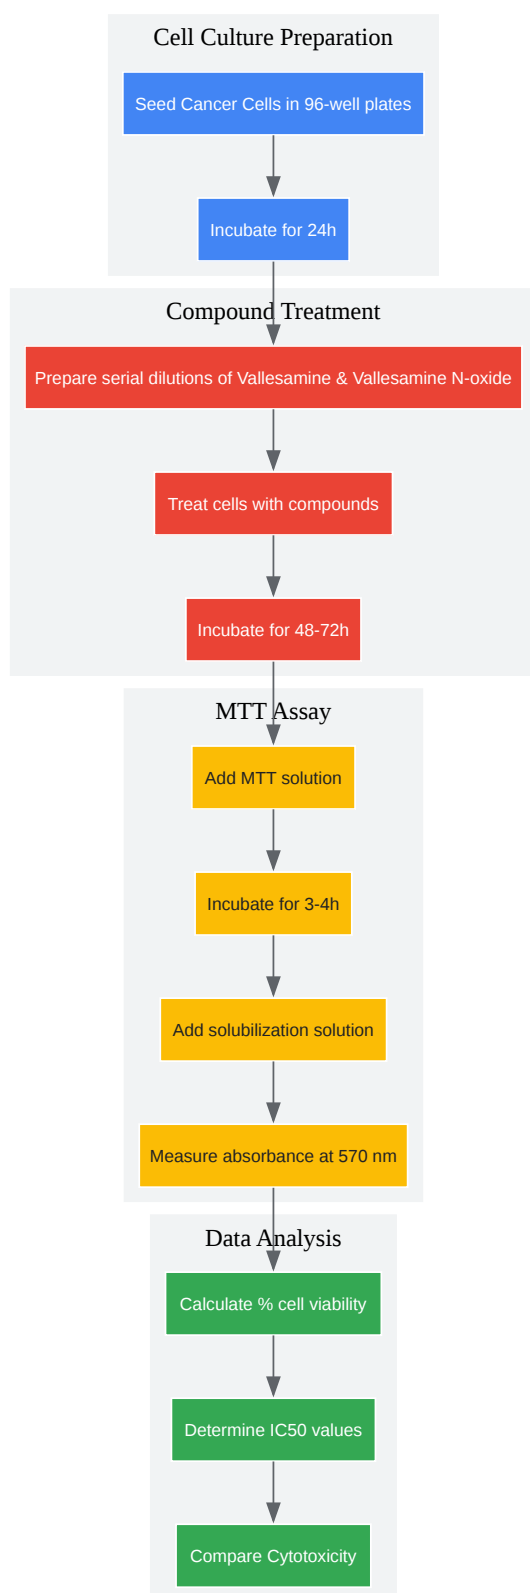 Cell Culture Preparation
Seed Cancer Cells in 96-well plates
Incubate for 24h
Compound Treatment
Prepare serial dilutions of Vallesamine & Vallesamine N-oxide
Treat cells with compounds
Incubate for 48-72h
MTT Assay
Add MTT solution
Incubate for 3-4h
Add solubilization solution
Measure absorbance at 570 nm
Data Analysis
Calculate % cell viability
Determine IC50 values
Compare Cytotoxicity